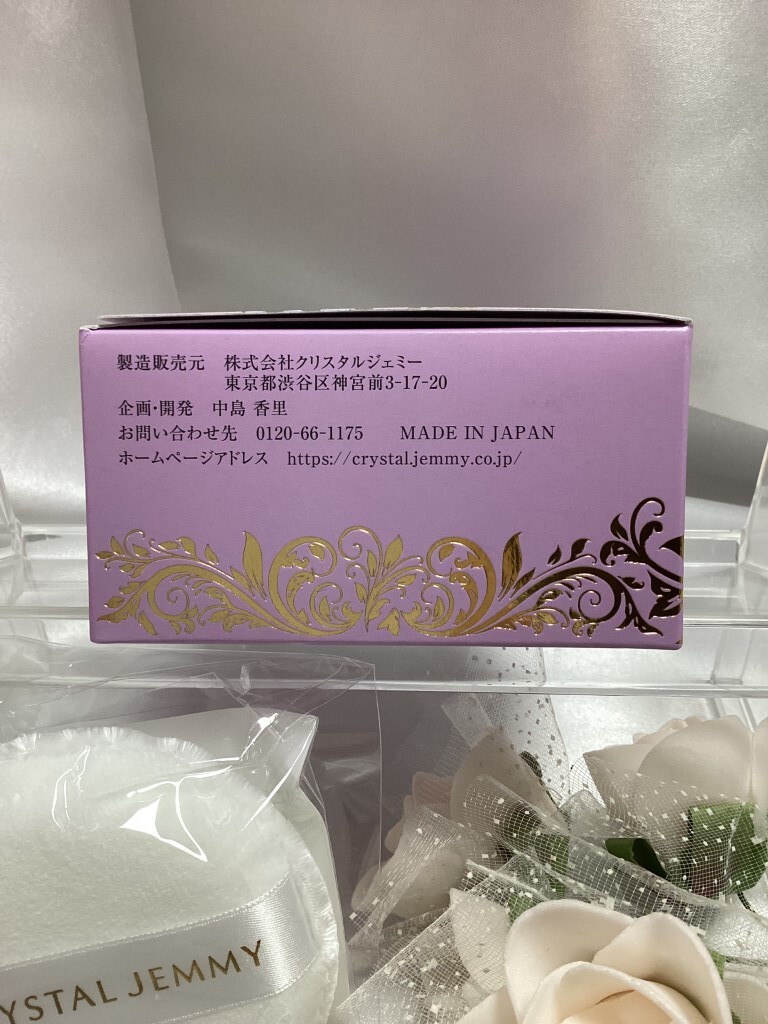 製造販売元 株式会社クリスタルジェミー
東京都渋谷区神宮前3-17-20
企画・開発 中島 香里
お問い合わせ先 0120-66-1175 MADE IN JAPAN
ホームページアドレス https://crystal.jemmy.co.jp/
YSTAL JEMMY